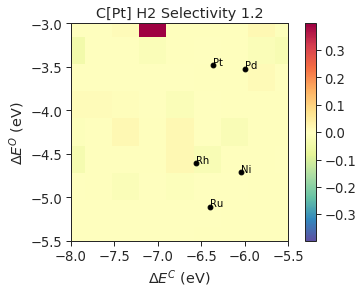 C[Pt] H2 Selectivity 1.2
−3.0
−3.5
−4.0
−4.5
−5.0
−5.5
ΔE^O (eV)
Pt
Pd
Rh
Ni
Ru
−8.0 −7.5 −7.0 −6.5 −6.0 −5.5
ΔE^C (eV)
0.3
0.2
0.1
0.0
−0.1
−0.2
−0.3